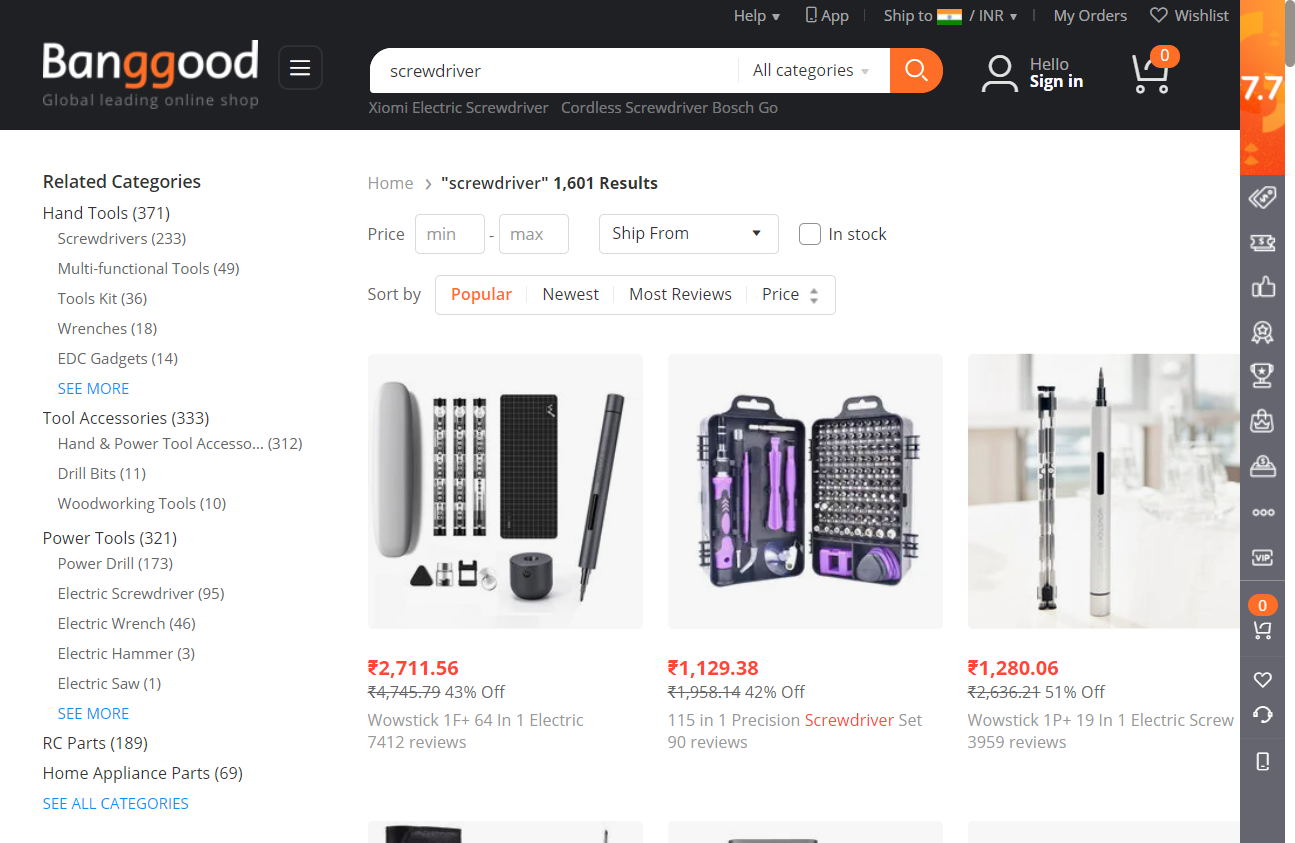 Help
App
Ship to / INR
My Orders
Wishlist
Banggood
Global leading online shop
screwdriver
All categories
Xiomi Electric Screwdriver Cordless Screwdriver Bosch Go
Hello
Sign in
0
7.7
Related Categories
Hand Tools (371)
Screwdrivers (233)
Multi-functional Tools (49)
Tools Kit (36)
Wrenches (18)
EDC Gadgets (14)
SEE MORE
Tool Accessories (333)
Hand & Power Tool Accesso... (312)
Drill Bits (11)
Woodworking Tools (10)
Power Tools (321)
Power Drill (173)
Electric Screwdriver (95)
Electric Wrench (46)
Electric Hammer (3)
Electric Saw (1)
SEE MORE
RC Parts (189)
Home Appliance Parts (69)
SEE ALL CATEGORIES
Home "screwdriver" 1,601 Results
Price min - max
Ship From
In stock
Sort by Popular Newest Most Reviews Price
₹2,711.56
₹4,745.79 43% Off
Wowstick 1F+ 64 In 1 Electric
7412 reviews
₹1,129.38
₹1,958.14 42% Off
115 in 1 Precision Screwdriver Set
90 reviews
WOWSTICK
₹1,280.06
₹2,636.21 51% Off
Wowstick 1P+ 19 In 1 Electric Screw
3959 reviews
VIP
0